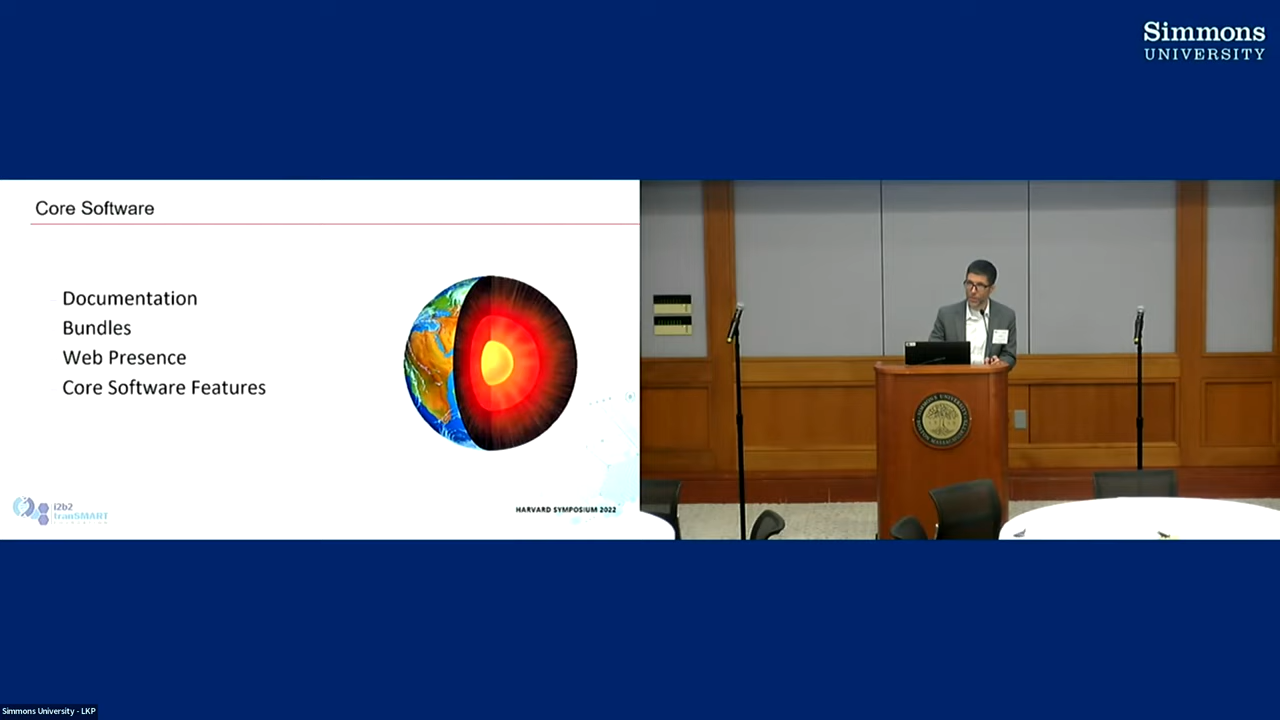 Simmons
UNIVERSITY
Core Software
Documentation
Bundles
Web Presence
Core Software Features
i2b2
tranSMART
HARVARD SYMPOSIUM 2022
Simmons University - LKP